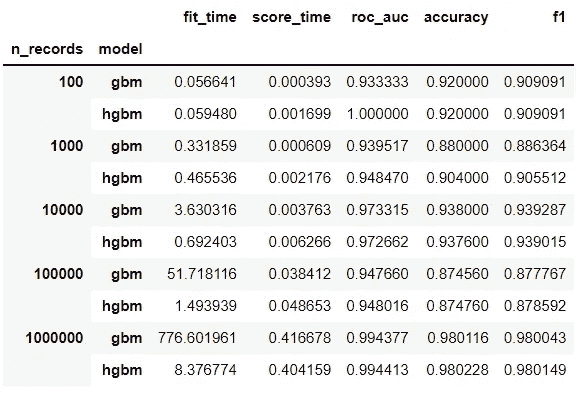 fit_time score_time roc_auc accuracy f1
n_records model
100 gbm 0.056641 0.000393 0.933333 0.920000 0.909091
hgbm 0.059480 0.001699 1.000000 0.920000 0.909091
1000 gbm 0.331859 0.000609 0.939517 0.880000 0.886364
hgbm 0.465536 0.002176 0.948470 0.904000 0.905512
10000 gbm 3.630316 0.003763 0.973315 0.938000 0.939287
hgbm 0.692403 0.006266 0.972662 0.937600 0.939015
100000 gbm 51.718116 0.038412 0.947660 0.874560 0.877767
hgbm 1.493939 0.048653 0.948016 0.874760 0.878592
1000000 gbm 776.601961 0.416678 0.994377 0.980116 0.980043
hgbm 8.376774 0.404159 0.994413 0.980228 0.980149